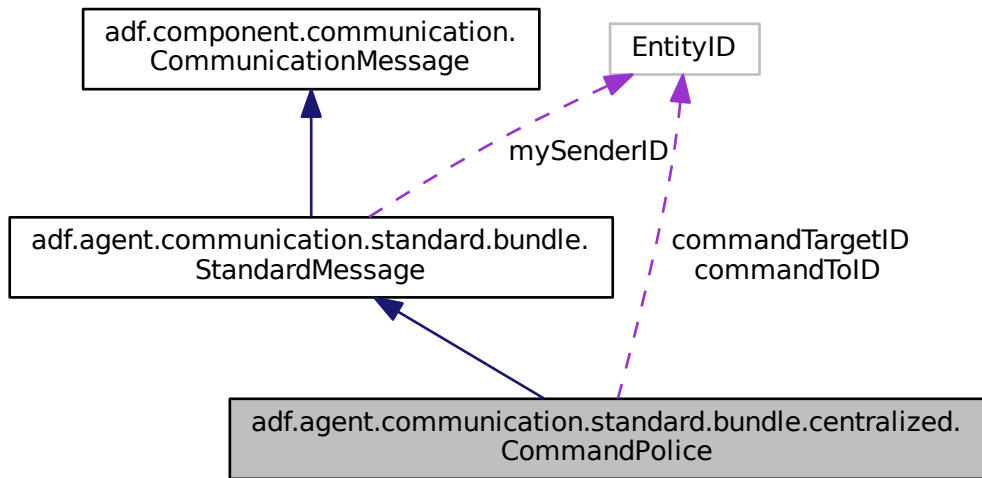 adf.component.communication.
CommunicationMessage
EntityID
mySenderID
adf.agent.communication.standard.bundle.
StandardMessage
commandTargetID
commandToID
adf.agent.communication.standard.bundle.centralized.
CommandPolice